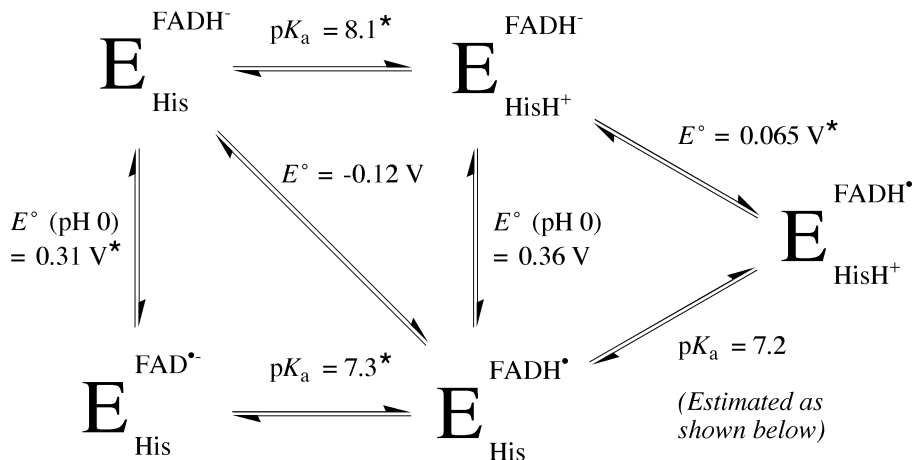 E FADH⁻ His
pKₐ = 8.1*
E FADH⁻ HisH⁺
E° = 0.065 V*
E° = -0.12 V
E° (pH 0)
= 0.31 V*
E° (pH 0)
= 0.36 V
E FADH• HisH⁺
E FAD•⁻ His
pKₐ = 7.3*
E FADH• His
pKₐ = 7.2
(Estimated as
shown below)